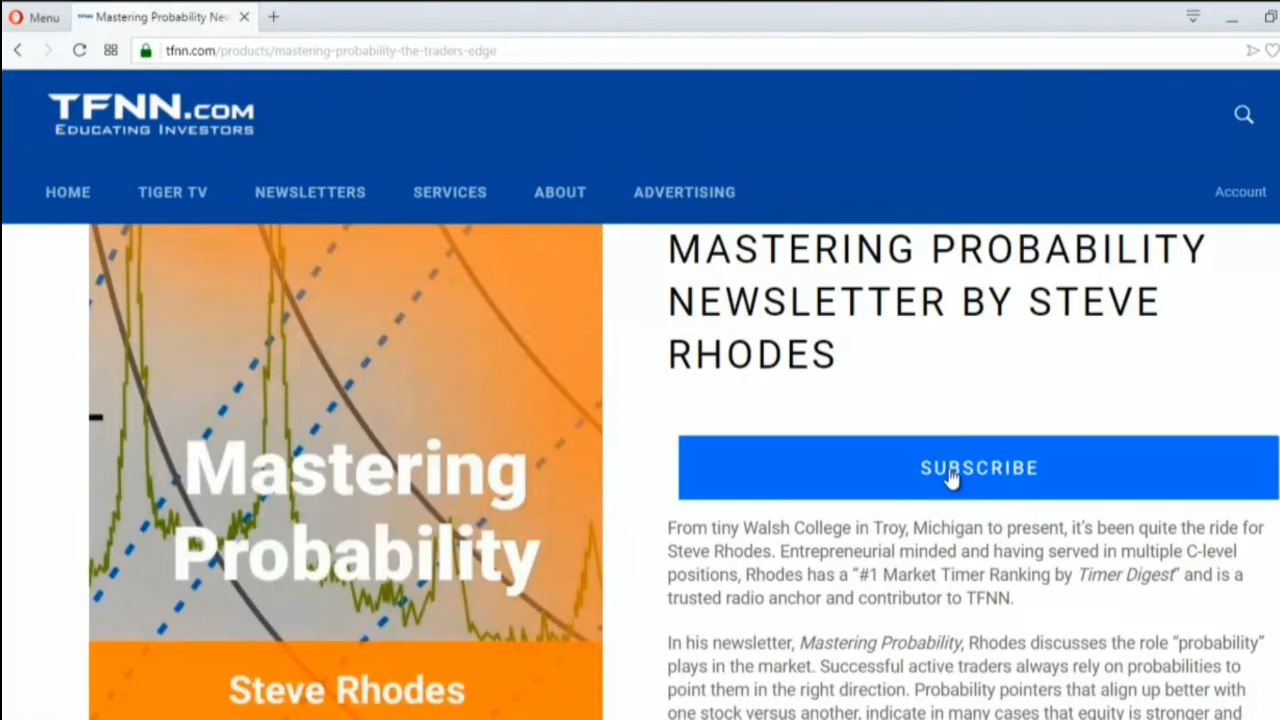 Menu
Mastering Probability Nev
tfnn.com/products/mastering-probability-the-traders-edge
TFNN.COM
EDUCATING INVESTORS
HOME TIGER TV NEWSLETTERS SERVICES ABOUT ADVERTISING Account
MASTERING PROBABILITY
NEWSLETTER BY STEVE
RHODES
Mastering
Probability
Steve Rhodes
SUBSCRIBE
From tiny Walsh College in Troy, Michigan to present, it's been quite the ride for
Steve Rhodes. Entrepreneurial minded and having served in multiple C-level
positions, Rhodes has a “#1 Market Timer Ranking by Timer Digest” and is a
trusted radio anchor and contributor to TFNN.
In his newsletter, Mastering Probability, Rhodes discusses the role “probability”
plays in the market. Successful active traders always rely on probabilities to
point them in the right direction. Probability pointers that align up better with
one stock versus another, indicate in many cases that equity is stronger and